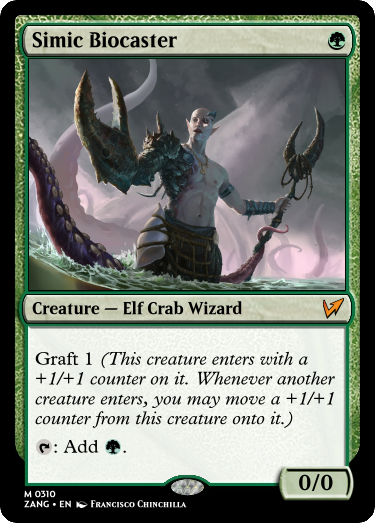 Simic Biocaster
Creature — Elf Crab Wizard
Graft 1 (This creature enters with a
+1/+1 counter on it. Whenever another
creature enters, you may move a +1/+1
counter from this creature onto it.)
: Add .
0/0
M 0310
ZANG • EN Francisco Chinchilla